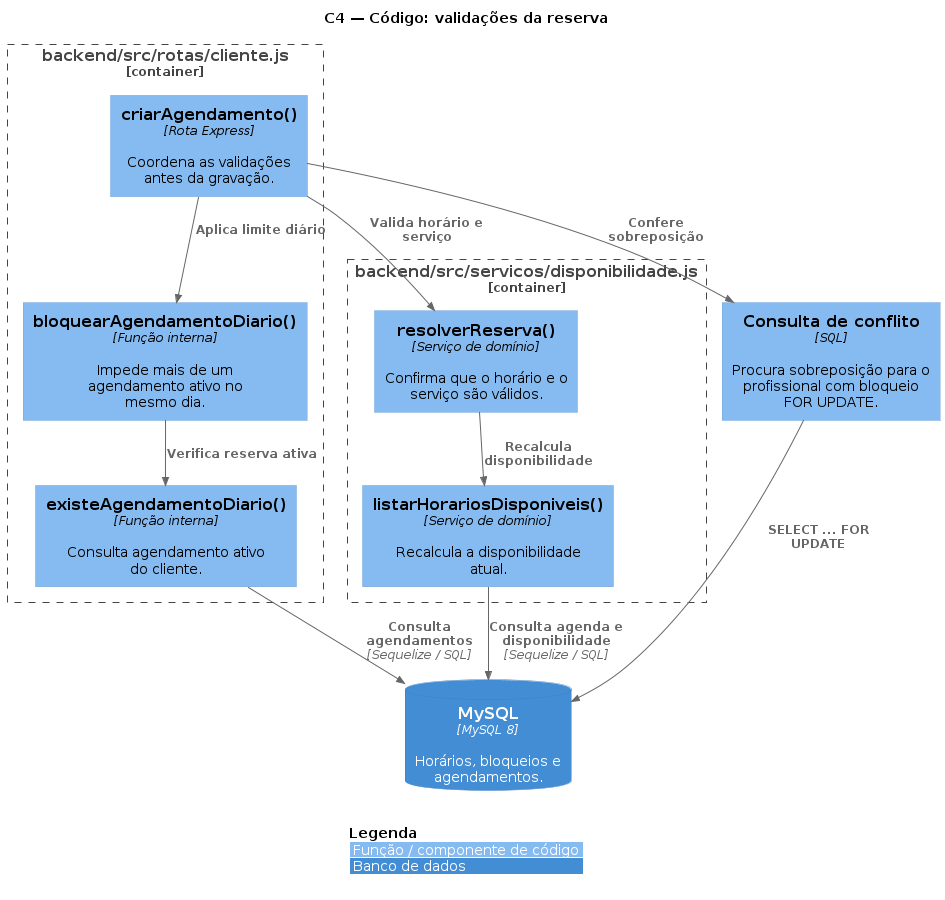 C4 — Código: validações da reserva
backend/src/rotas/cliente.js
[container]
criarAgendamento()
[Rota Express]
Coordena as validações
antes da gravação.
Aplica limite diário
Valida horário e
serviço
Confere
sobreposição
backend/src/servicos/disponibilidade.js
[container]
bloquearAgendamentoDiario()
[Função interna]
Impede mais de um
agendamento ativo no
mesmo dia.
resolverReserva()
[Serviço de domínio]
Confirma que o horário e o
serviço são válidos.
Consulta de conflito
[SQL]
Procura sobreposição para o
profissional com bloqueio
FOR UPDATE.
Verifica reserva ativa
Recalcula
disponibilidade
existeAgendamentoDiario()
[Função interna]
Consulta agendamento ativo
do cliente.
listarHorariosDisponiveis()
[Serviço de domínio]
Recalcula a disponibilidade
atual.
SELECT ... FOR
UPDATE
Consulta
agendamentos
[Sequelize / SQL]
Consulta agenda e
disponibilidade
[Sequelize / SQL]
MySQL
[MySQL 8]
Horários, bloqueios e
agendamentos.
Legenda
Função / componente de código
Banco de dados